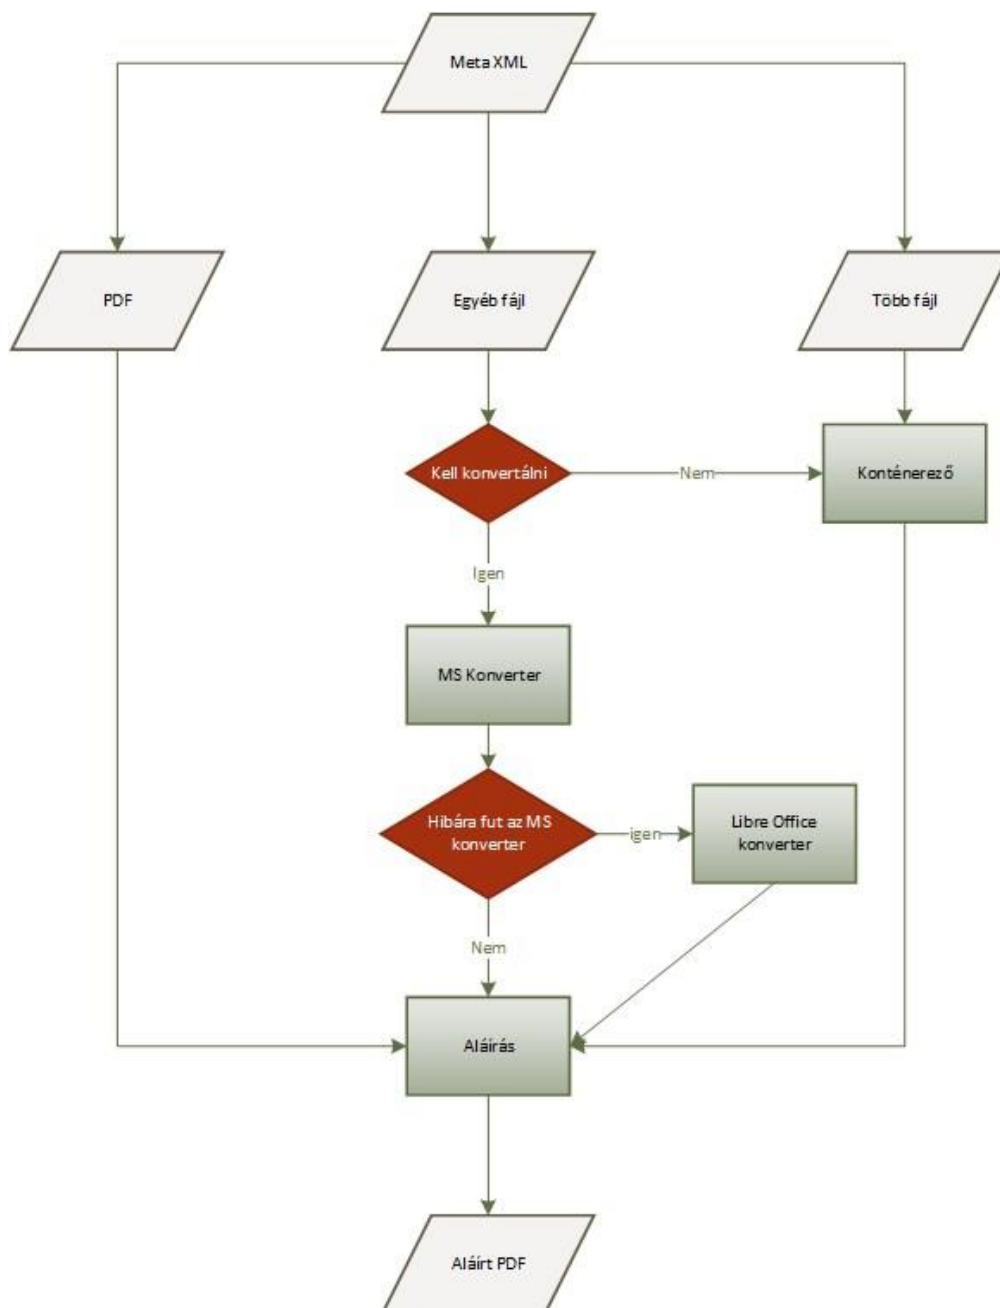 Meta XML
PDF
Egyéb fájl
Több fájl
Kell konvertálni
Nem
Konténerező
Igen
MS Konverter
Hibára fut az MS
konverter
igen
Libre Office
konverter
Nem
Aláírás
Aláírt PDF